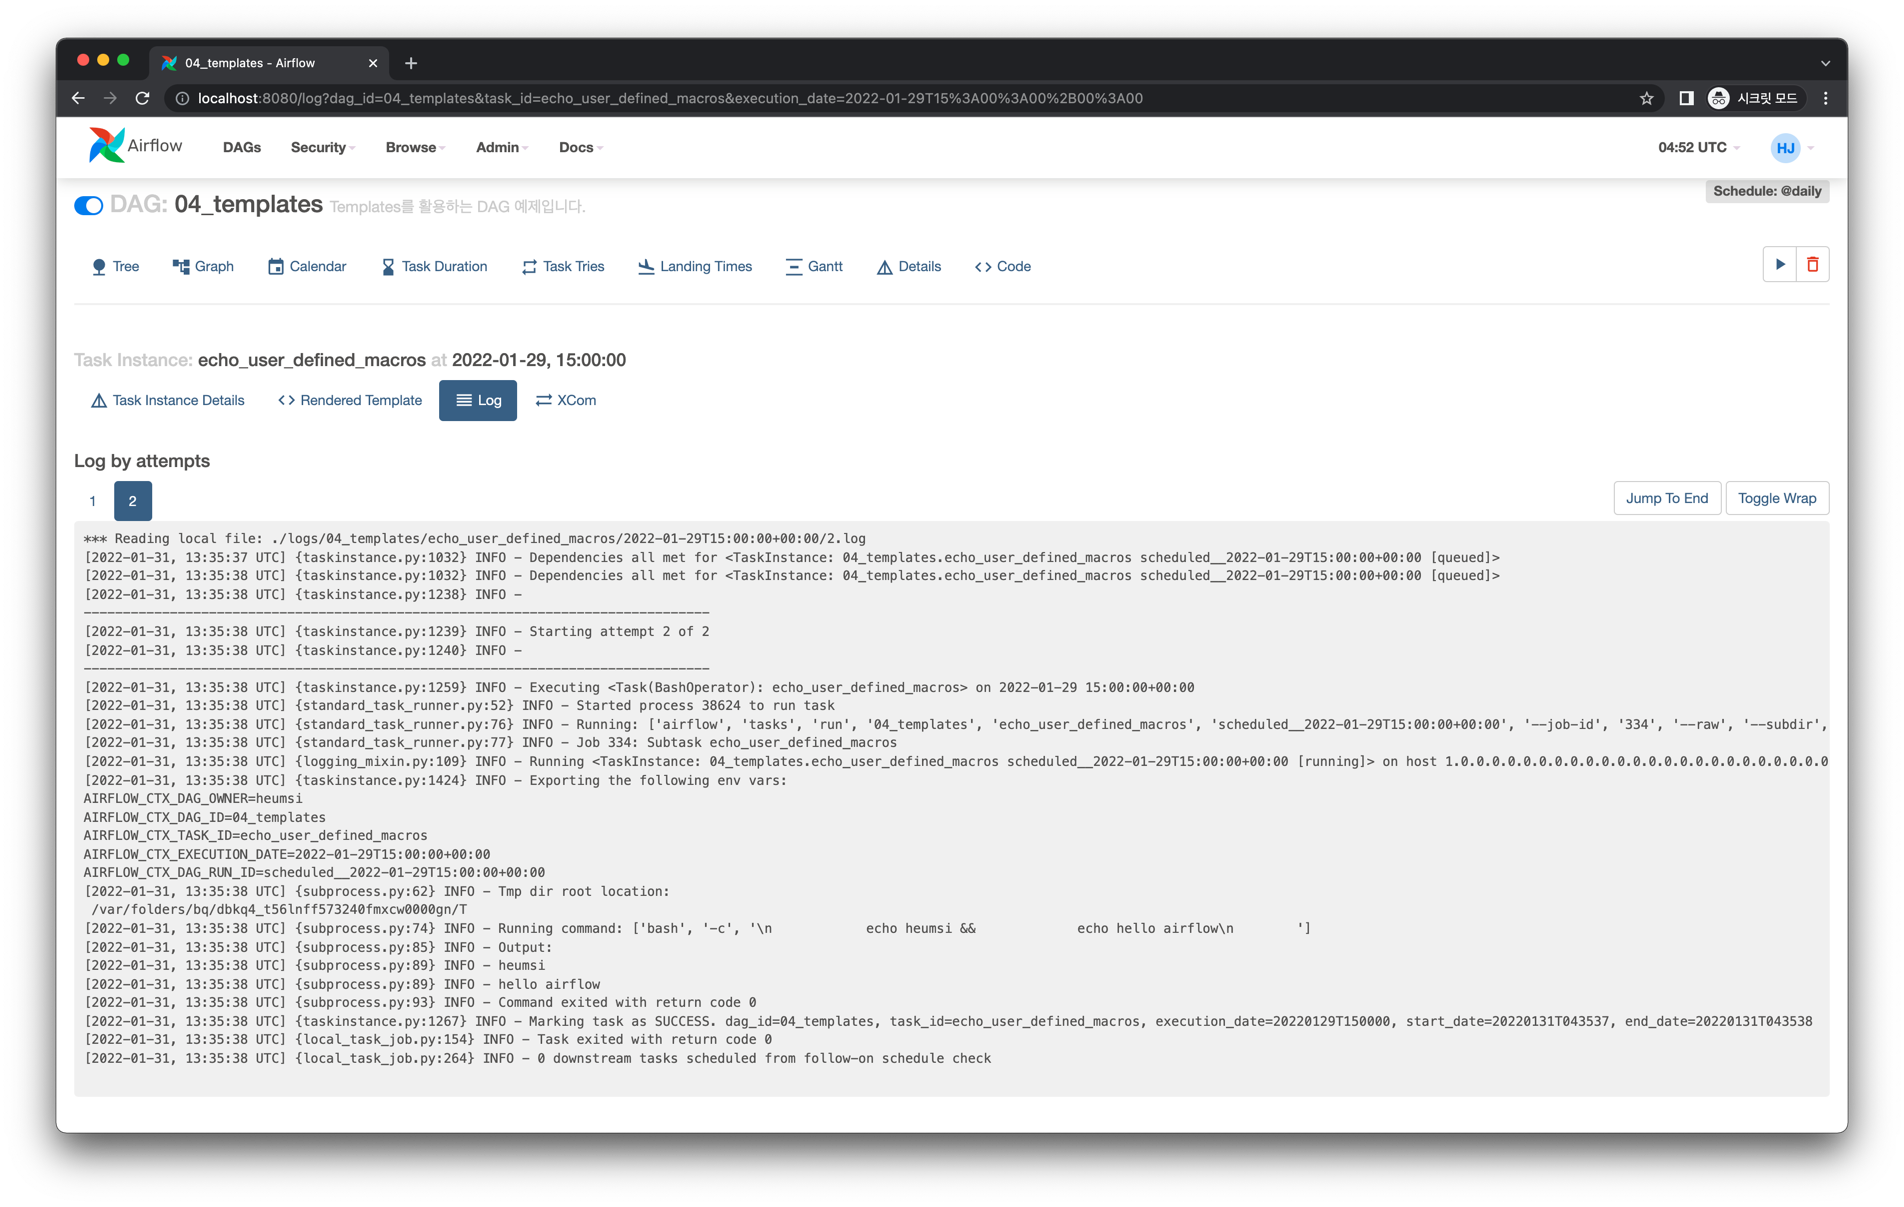 04_templates - Airflow
localhost:8080/log?dag_id=04_templates&task_id=echo_user_defined_macros&execution_date=2022-01-29T15%3A00%3A00%2B00%3A00
시크릿 모드
Airflow DAGs Security Browse Admin Docs 04:52 UTC HJ
Schedule: @daily
DAG: 04_templates Templates를 활용하는 DAG 예제입니다.
Tree Graph Calendar Task Duration Task Tries Landing Times Gantt Details Code
Task Instance: echo_user_defined_macros at 2022-01-29, 15:00:00
Task Instance Details Rendered Template Log XCom
Log by attempts
1 2 Jump To End Toggle Wrap
*** Reading local file: ./logs/04_templates/echo_user_defined_macros/2022-01-29T15:00:00+00:00/2.log
[2022-01-31, 13:35:37 UTC] {taskinstance.py:1032} INFO - Dependencies all met for <TaskInstance: 04_templates.echo_user_defined_macros scheduled__2022-01-29T15:00:00+00:00 [queued]>
[2022-01-31, 13:35:38 UTC] {taskinstance.py:1032} INFO - Dependencies all met for <TaskInstance: 04_templates.echo_user_defined_macros scheduled__2022-01-29T15:00:00+00:00 [queued]>
[2022-01-31, 13:35:38 UTC] {taskinstance.py:1238} INFO -
--------------------------------------------------------------------------------
[2022-01-31, 13:35:38 UTC] {taskinstance.py:1239} INFO - Starting attempt 2 of 2
[2022-01-31, 13:35:38 UTC] {taskinstance.py:1240} INFO -
--------------------------------------------------------------------------------
[2022-01-31, 13:35:38 UTC] {taskinstance.py:1259} INFO - Executing <Task(BashOperator): echo_user_defined_macros> on 2022-01-29 15:00:00+00:00
[2022-01-31, 13:35:38 UTC] {standard_task_runner.py:52} INFO - Started process 38624 to run task
[2022-01-31, 13:35:38 UTC] {standard_task_runner.py:76} INFO - Running: ['airflow', 'tasks', 'run', '04_templates', 'echo_user_defined_macros', 'scheduled__2022-01-29T15:00:00+00:00', '--job-id', '334', '--raw', '--subdir',
[2022-01-31, 13:35:38 UTC] {standard_task_runner.py:77} INFO - Job 334: Subtask echo_user_defined_macros
[2022-01-31, 13:35:38 UTC] {logging_mixin.py:109} INFO - Running <TaskInstance: 04_templates.echo_user_defined_macros scheduled__2022-01-29T15:00:00+00:00 [running]> on host 1.0.0.0.0.0.0.0.0.0.0.0.0.0.0.0.0.0.0.0.0.0.0.0.0
[2022-01-31, 13:35:38 UTC] {taskinstance.py:1424} INFO - Exporting the following env vars:
AIRFLOW_CTX_DAG_OWNER=heumsi
AIRFLOW_CTX_DAG_ID=04_templates
AIRFLOW_CTX_TASK_ID=echo_user_defined_macros
AIRFLOW_CTX_EXECUTION_DATE=2022-01-29T15:00:00+00:00
AIRFLOW_CTX_DAG_RUN_ID=scheduled__2022-01-29T15:00:00+00:00
[2022-01-31, 13:35:38 UTC] {subprocess.py:62} INFO - Tmp dir root location:
/var/folders/bq/dbkq4_t56lnff573240fmxcw0000gn/T
[2022-01-31, 13:35:38 UTC] {subprocess.py:74} INFO - Running command: ['bash', '-c', '\n            echo heumsi &&             echo hello airflow\n        ']
[2022-01-31, 13:35:38 UTC] {subprocess.py:85} INFO - Output:
[2022-01-31, 13:35:38 UTC] {subprocess.py:89} INFO - heumsi
[2022-01-31, 13:35:38 UTC] {subprocess.py:89} INFO - hello airflow
[2022-01-31, 13:35:38 UTC] {subprocess.py:93} INFO - Command exited with return code 0
[2022-01-31, 13:35:38 UTC] {taskinstance.py:1267} INFO - Marking task as SUCCESS. dag_id=04_templates, task_id=echo_user_defined_macros, execution_date=20220129T150000, start_date=20220131T043537, end_date=20220131T043538
[2022-01-31, 13:35:38 UTC] {local_task_job.py:154} INFO - Task exited with return code 0
[2022-01-31, 13:35:38 UTC] {local_task_job.py:264} INFO - 0 downstream tasks scheduled from follow-on schedule check